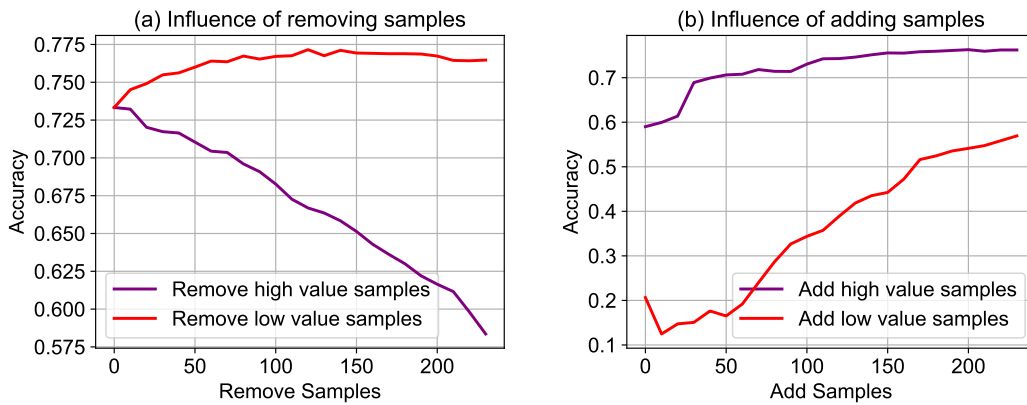 (a) Influence of removing samples
0.775
0.750
0.725
0.700
0.675
0.650
0.625
0.600
0.575
Accuracy
Remove high value samples
Remove low value samples
0 50 100 150 200
Remove Samples
(b) Influence of adding samples
0.7
0.6
0.5
0.4
0.3
0.2
0.1
Accuracy
Add high value samples
Add low value samples
0 50 100 150 200
Add Samples